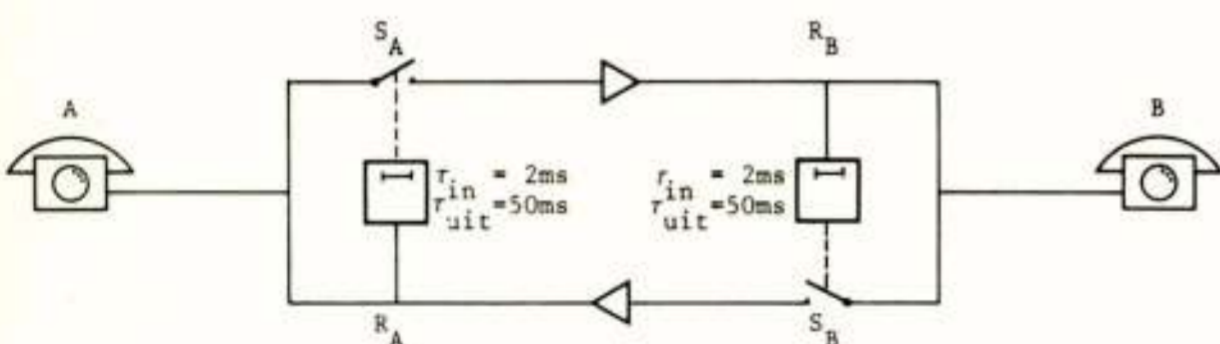 S_A
R_B
A
B
τ_in = 2ms
τ_uit=50ms
τ_in = 2ms
τ_uit=50ms
R_A
S_B